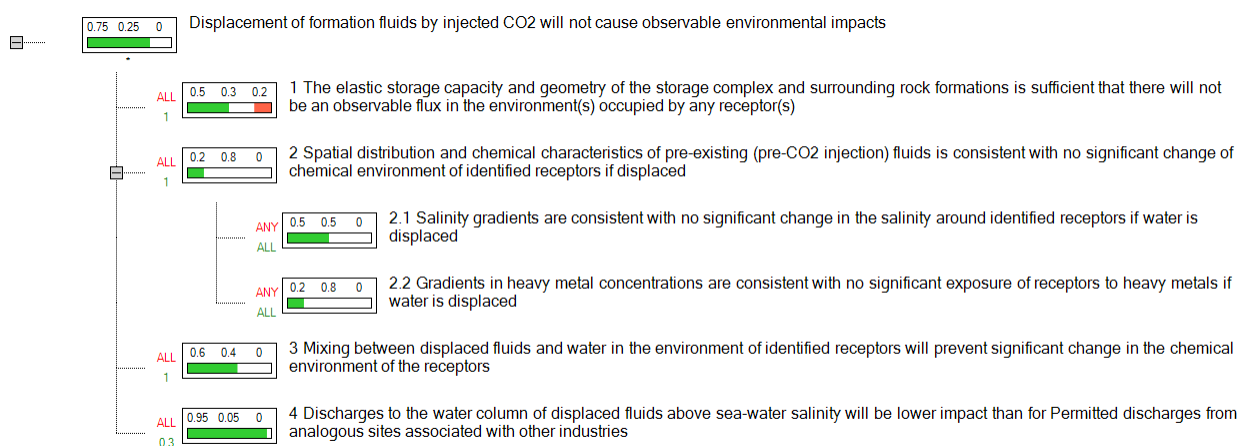 0.75 0.25 0 Displacement of formation fluids by injected CO2 will not cause observable environmental impacts
ALL 0.5 0.3 0.2 1 The elastic storage capacity and geometry of the storage complex and surrounding rock formations is sufficient that there will not
1 be an observable flux in the environment(s) occupied by any receptor(s)
ALL 0.2 0.8 0 2 Spatial distribution and chemical characteristics of pre-existing (pre-CO2 injection) fluids is consistent with no significant change of
1 chemical environment of identified receptors if displaced
ANY 0.5 0.5 0 2.1 Salinity gradients are consistent with no significant change in the salinity around identified receptors if water is
ALL displaced
ANY 0.2 0.8 0 2.2 Gradients in heavy metal concentrations are consistent with no significant exposure of receptors to heavy metals if
ALL water is displaced
ALL 0.6 0.4 0 3 Mixing between displaced fluids and water in the environment of identified receptors will prevent significant change in the chemical
1 environment of the receptors
ALL 0.95 0.05 0 4 Discharges to the water column of displaced fluids above sea-water salinity will be lower impact than for Permitted discharges from
0.3 analogous sites associated with other industries